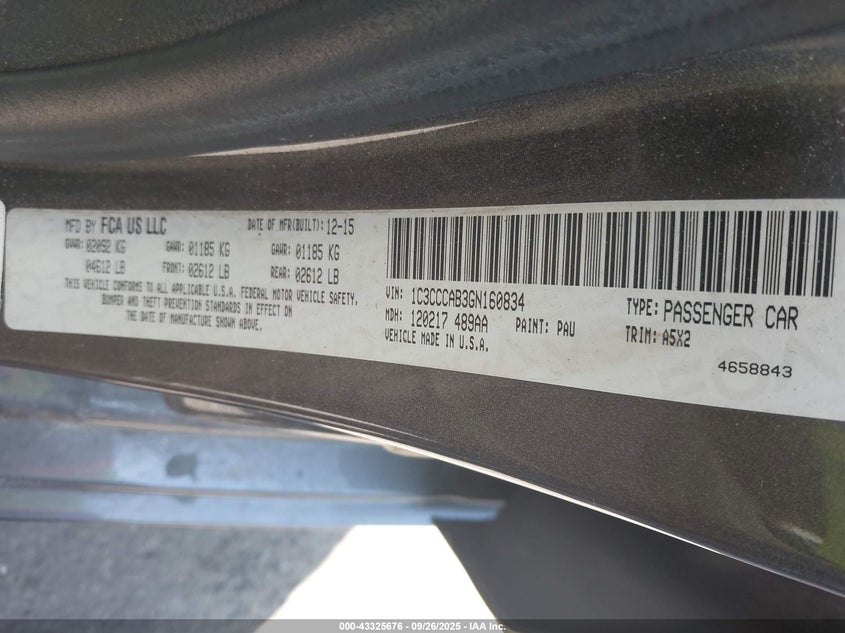 MFD BY FCA US LLC
DATE OF MFR(BUILT): 12-15
GVWR: 02092 KG
GAWR: 01185 KG
GAWR: 01185 KG
04612 LB
FRONT: 02612 LB
REAR: 02612 LB
THIS VEHICLE CONFORMS TO ALL APPLICABLE U.S.A. FEDERAL MOTOR VEHICLE SAFETY,
BUMPER AND THEFT PREVENTION STANDARDS IN EFFECT ON
THE DATE OF MANUFACTURE SHOWN ABOVE.
VIN: 1C3CCCAB3GN160834
TYPE: PASSENGER CAR
MDH: 120217 489AA
PAINT: PAU
TRIM: A5X2
VEHICLE MADE IN U.S.A.
4658843
000-43325676 - 09/26/2025 - IAA Inc.